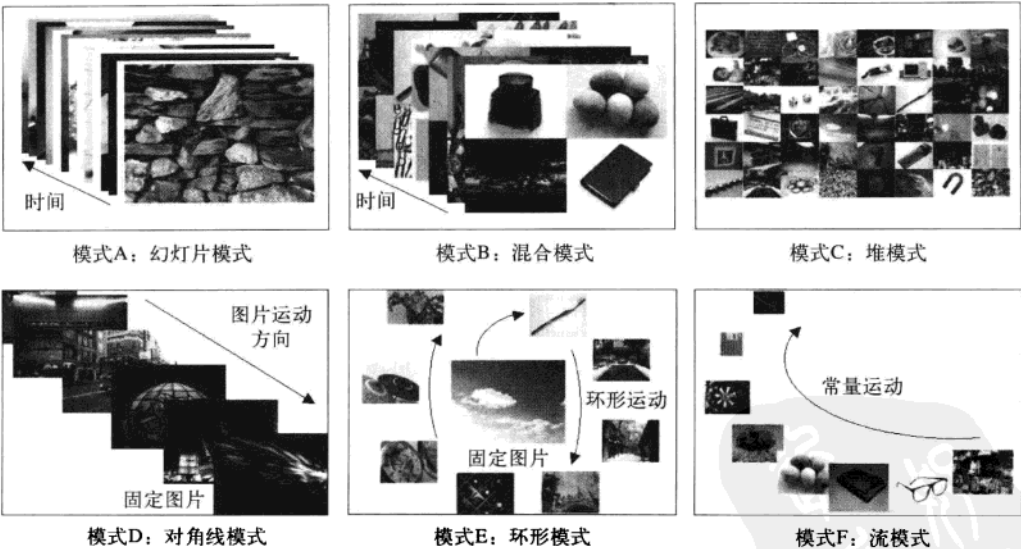 时间
模式A：幻灯片模式
时间
模式B：混合模式
模式C：堆模式
图片运动
方向
固定图片
模式D：对角线模式
环形运动
固定图片
模式E：环形模式
常量运动
模式F：流模式